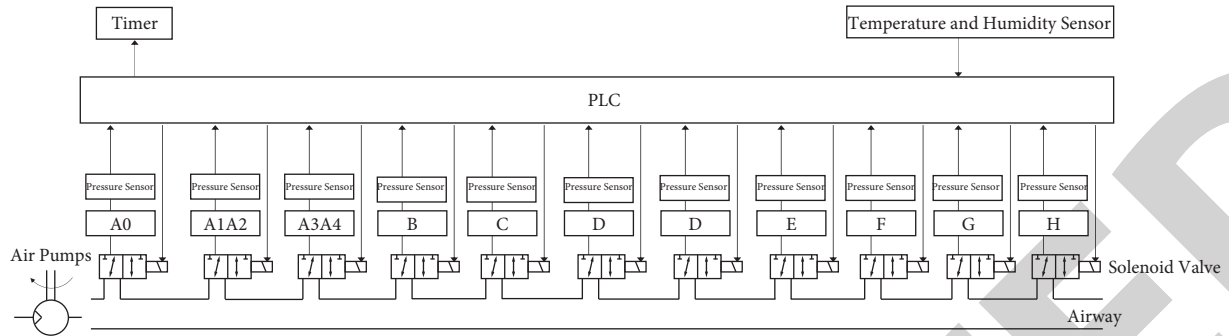 Timer
Temperature and Humidity Sensor
PLC
Pressure Sensor Pressure Sensor Pressure Sensor Pressure Sensor Pressure Sensor Pressure Sensor Pressure Sensor Pressure Sensor Pressure Sensor Pressure Sensor Pressure Sensor
A0 A1A2 A3A4 B C D D E F G H
Air Pumps
Solenoid Valve
Airway